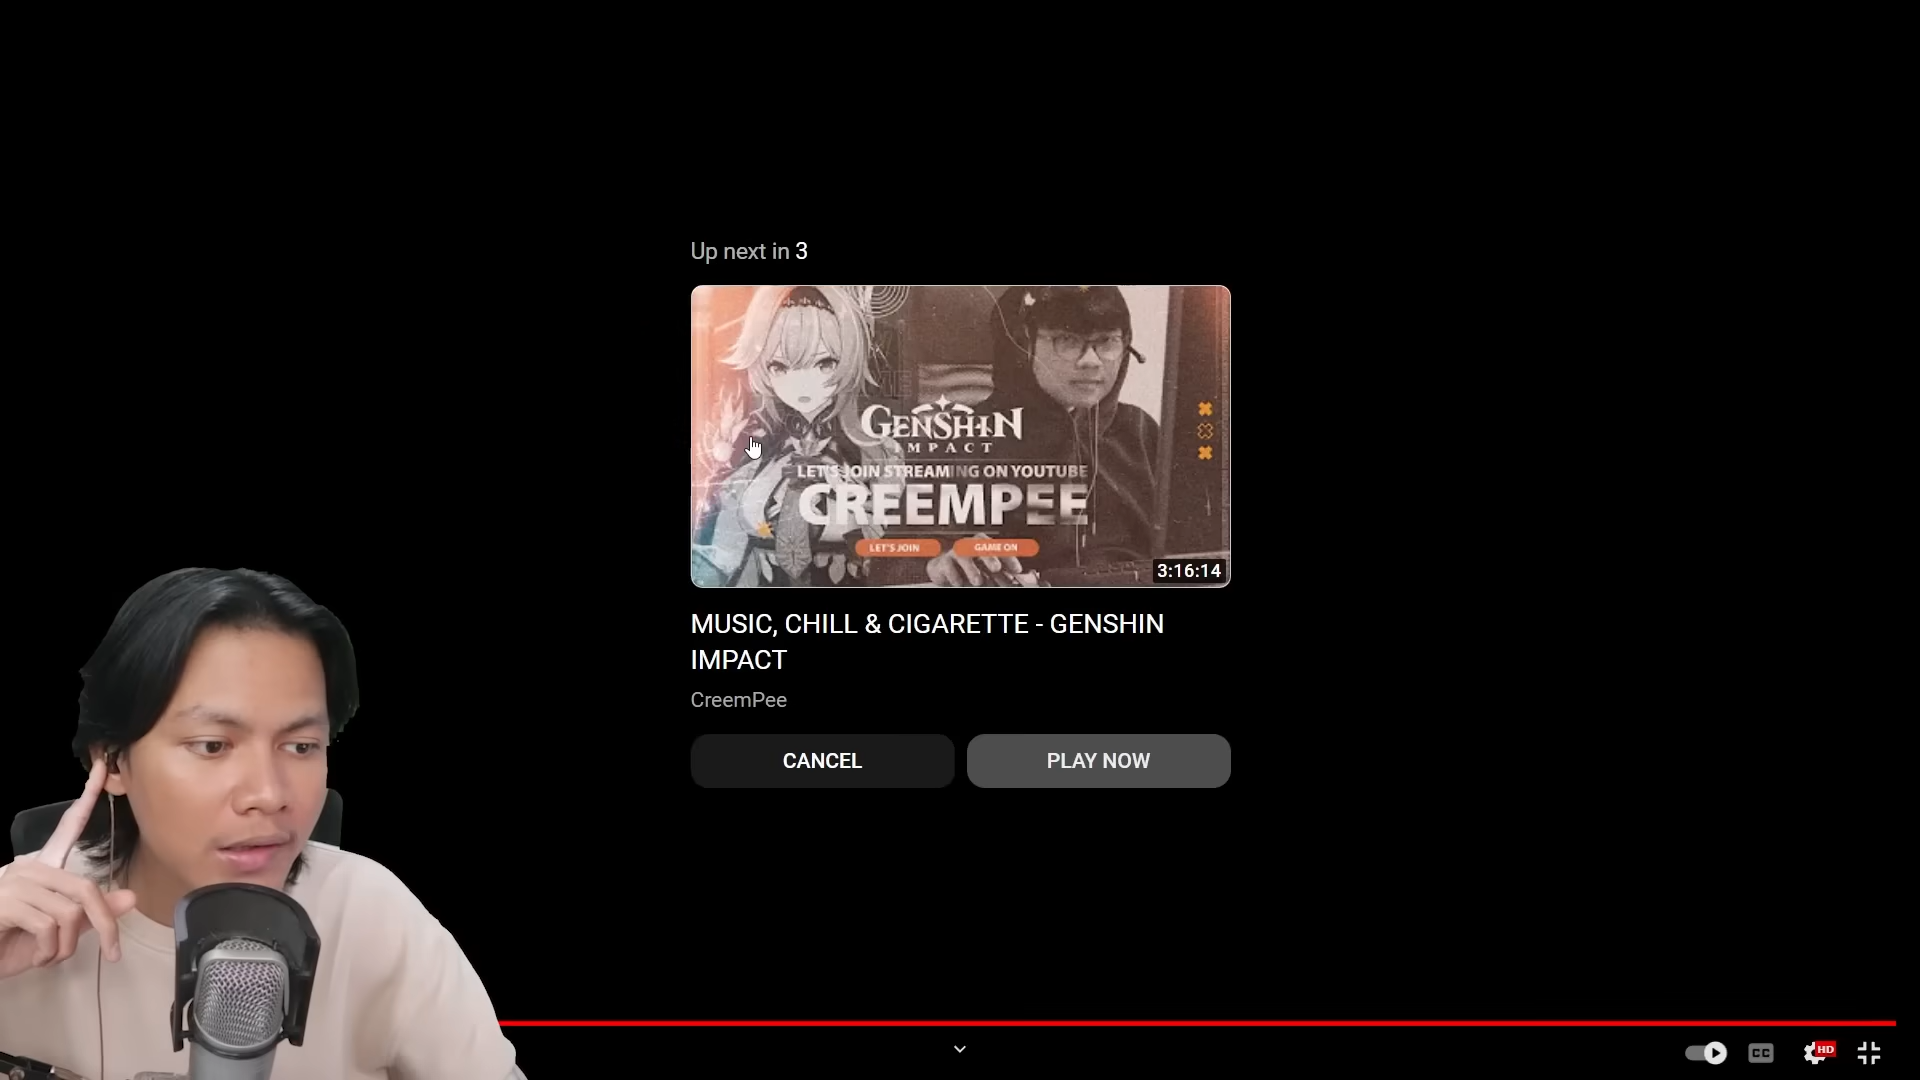 Up next in 3
GENSHIN
IMPACT
LET'S JOIN STREAMING ON YOUTUBE
CREEMPEE
LET'S JOIN
GAME ON
3:16:14
MUSIC, CHILL & CIGARETTE - GENSHIN
IMPACT
CreemPee
CANCEL
PLAY NOW
CC
HD